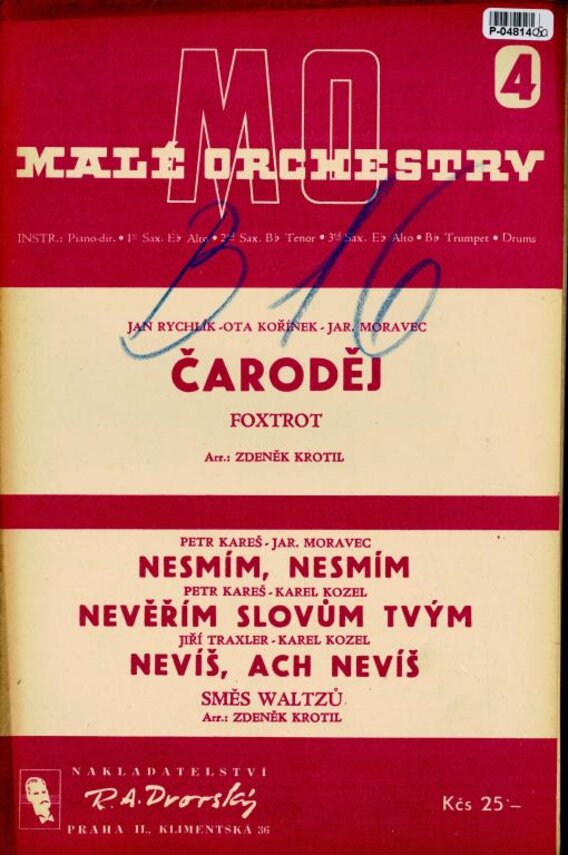 P-04814080
4
MO
MALÉ ORCHESTRY
INSTR.: Piano-dir. • 1st Sax. E♭ Alto • 2nd Sax. B♭ Tenor • 3rd Sax. E♭ Alto • B♭ Trumpet • Drums
B 16
JAN RYCHLÍK - OTA KOŘÍNEK - JAR. MORAVEC
ČARODĚJ
FOXTROT
Arr.: ZDENĚK KROTIL
PETR KAREŠ - JAR. MORAVEC
NESMÍM, NESMÍM
PETR KAREŠ - KAREL KOZEL
NEVĚŘÍM SLOVŮM TVÝM
JIŘÍ TRAXLER - KAREL KOZEL
NEVÍŠ, ACH NEVÍŠ
SMĚS WALTZŮ
Arr.: ZDENĚK KROTIL
NAKLADATELSTVÍ
R. A. Dvorský
PRAHA II., KLIMENTSKÁ 36
Kčs 25·–